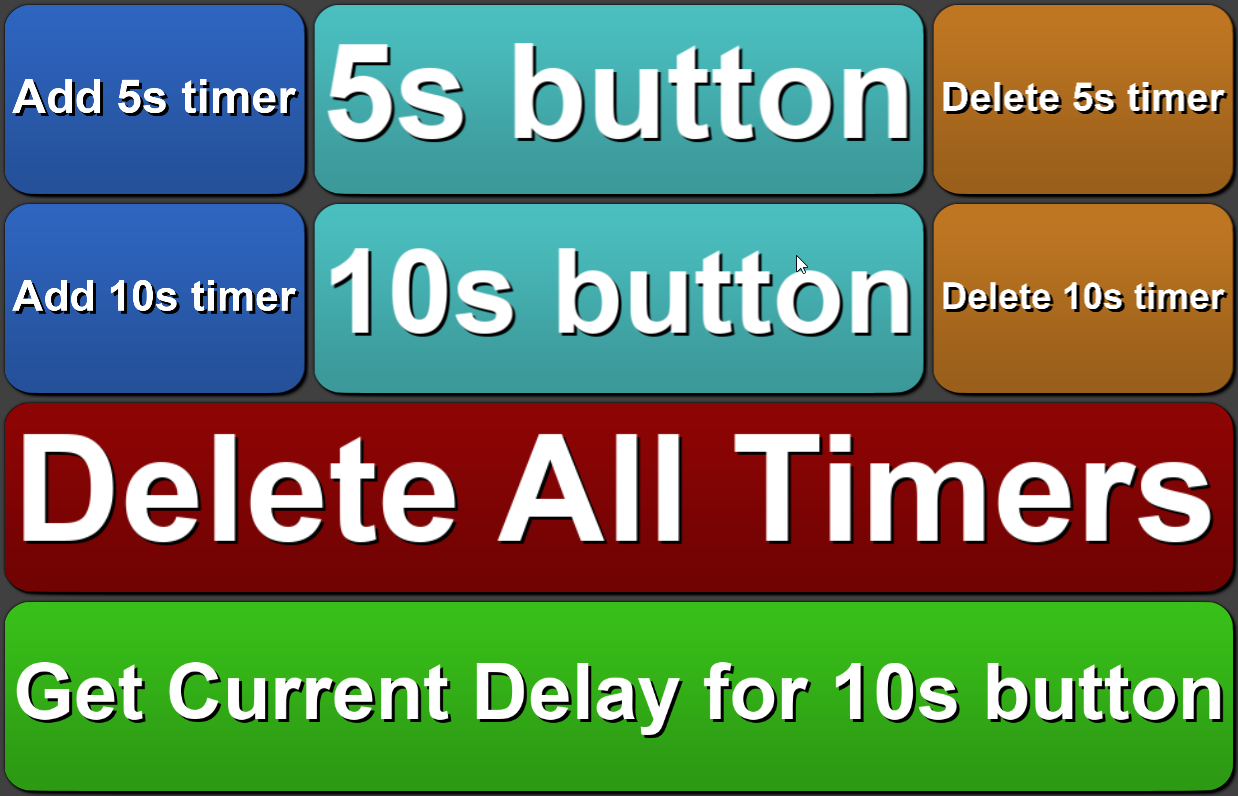 Add 5s timer
5s button
Delete 5s timer
Add 10s timer
10s button
Delete 10s timer
Delete All Timers
Get Current Delay for 10s button